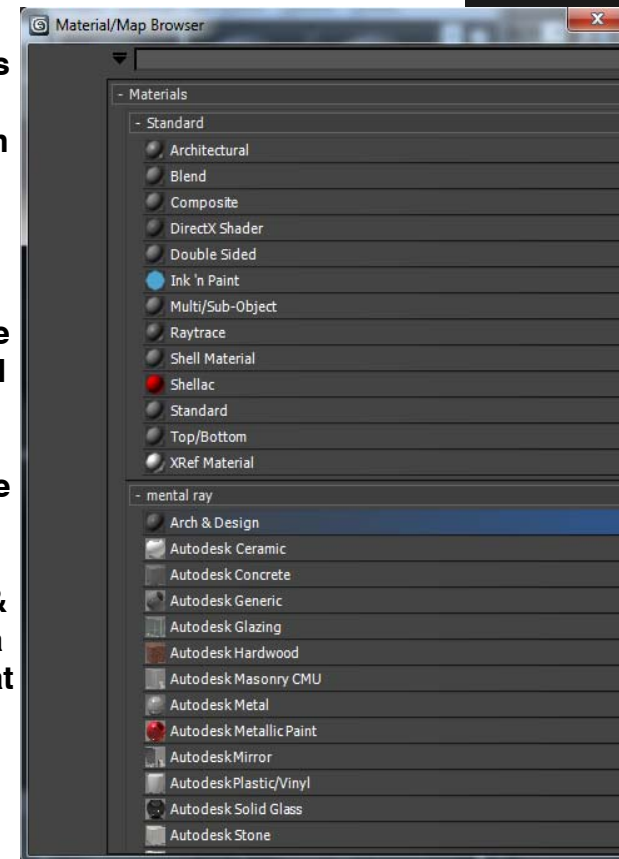 Material/Map Browser
- Materials
- Standard
Architectural
Blend
Composite
DirectX Shader
Double Sided
Ink 'n Paint
Multi/Sub-Object
Raytrace
Shell Material
Shellac
Standard
Top/Bottom
XRef Material
- mental ray
Arch & Design
Autodesk Ceramic
Autodesk Concrete
Autodesk Generic
Autodesk Glazing
Autodesk Hardwood
Autodesk Masonry CMU
Autodesk Metal
Autodesk Metallic Paint
Autodesk Mirror
Autodesk Plastic/Vinyl
Autodesk Solid Glass
Autodesk Stone